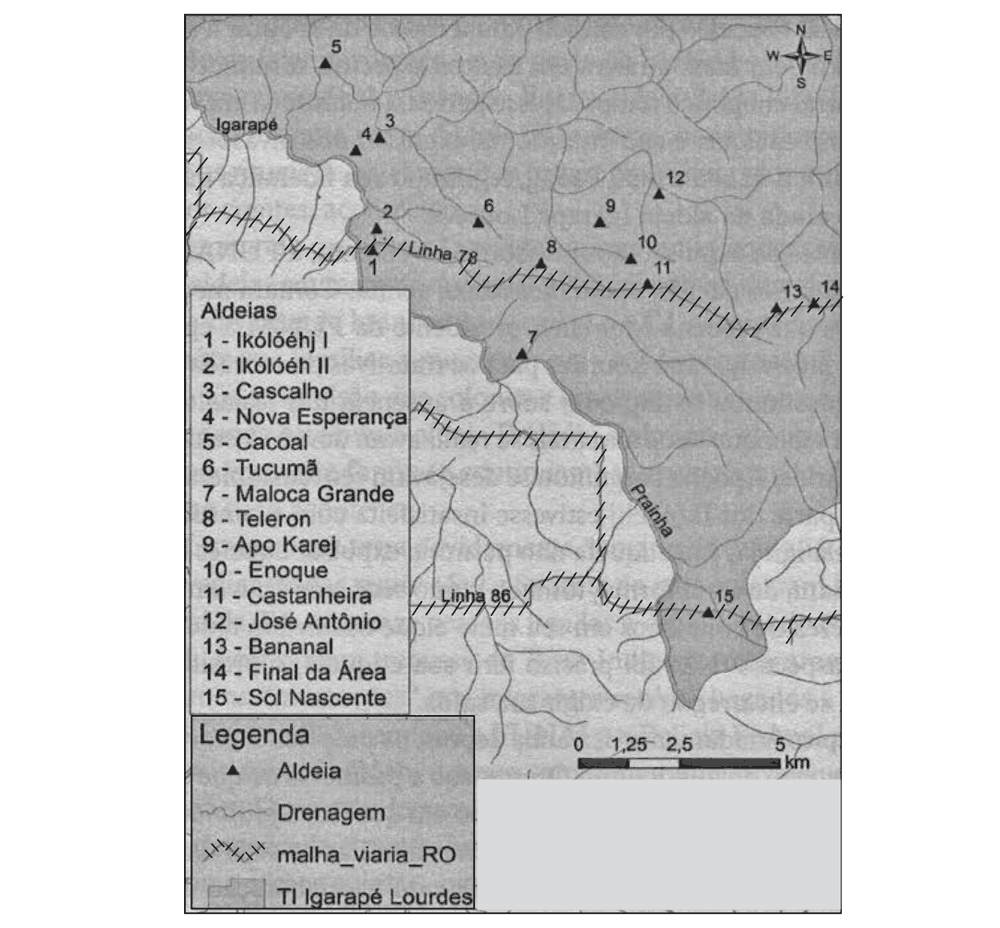 N
W E
S
5
Igarapé
4 3
12
2
6
9
Linha 78
8
10
1
11
13
14
7
Aldeias
1 - Ikólóéhj I
2 - Ikólóéh II
3 - Cascalho
4 - Nova Esperança
5 - Cacoal
6 - Tucumã
7 - Maloca Grande
8 - Teleron
9 - Apo Karej
10 - Enoque
11 - Castanheira
12 - José Antônio
13 - Bananal
14 - Final da Área
15 - Sol Nascente
Prainha
Linha 86
15
Legenda
Aldeia
Drenagem
malha_viaria_RO
TI Igarapé Lourdes
0 1,25 2,5 5
km